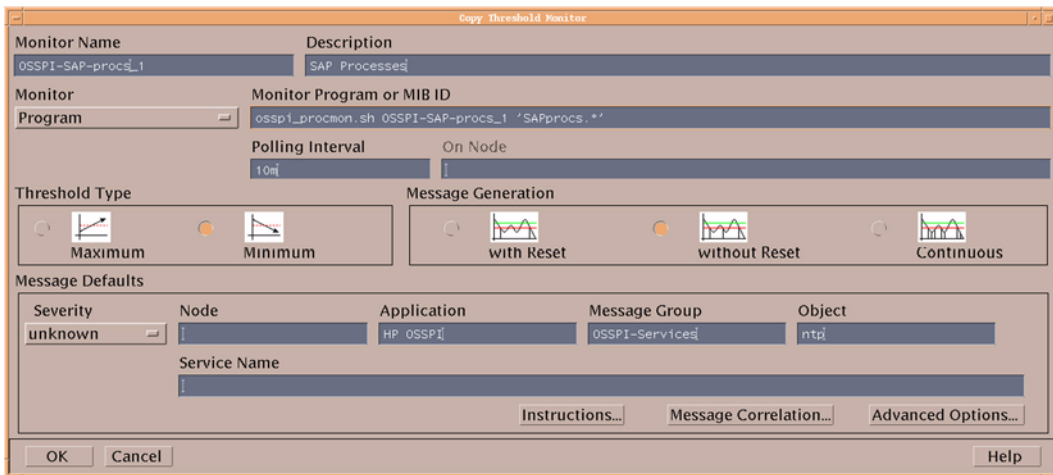 Copy Threshold Monitor
Monitor Name Description
OSSPI-SAP-procs_1 SAP Processes
Monitor Monitor Program or MIB ID
Program osspi_procmon.sh OSSPI-SAP-procs_1 'SAPprocs.*'
Polling Interval On Node
10m
Threshold Type Message Generation
Maximum Minimum with Reset without Reset Continuous
Message Defaults
Severity Node Application Message Group Object
unknown HP OSSPI OSSPI-Services ntp
Service Name
Instructions... Message Correlation... Advanced Options...
OK Cancel Help